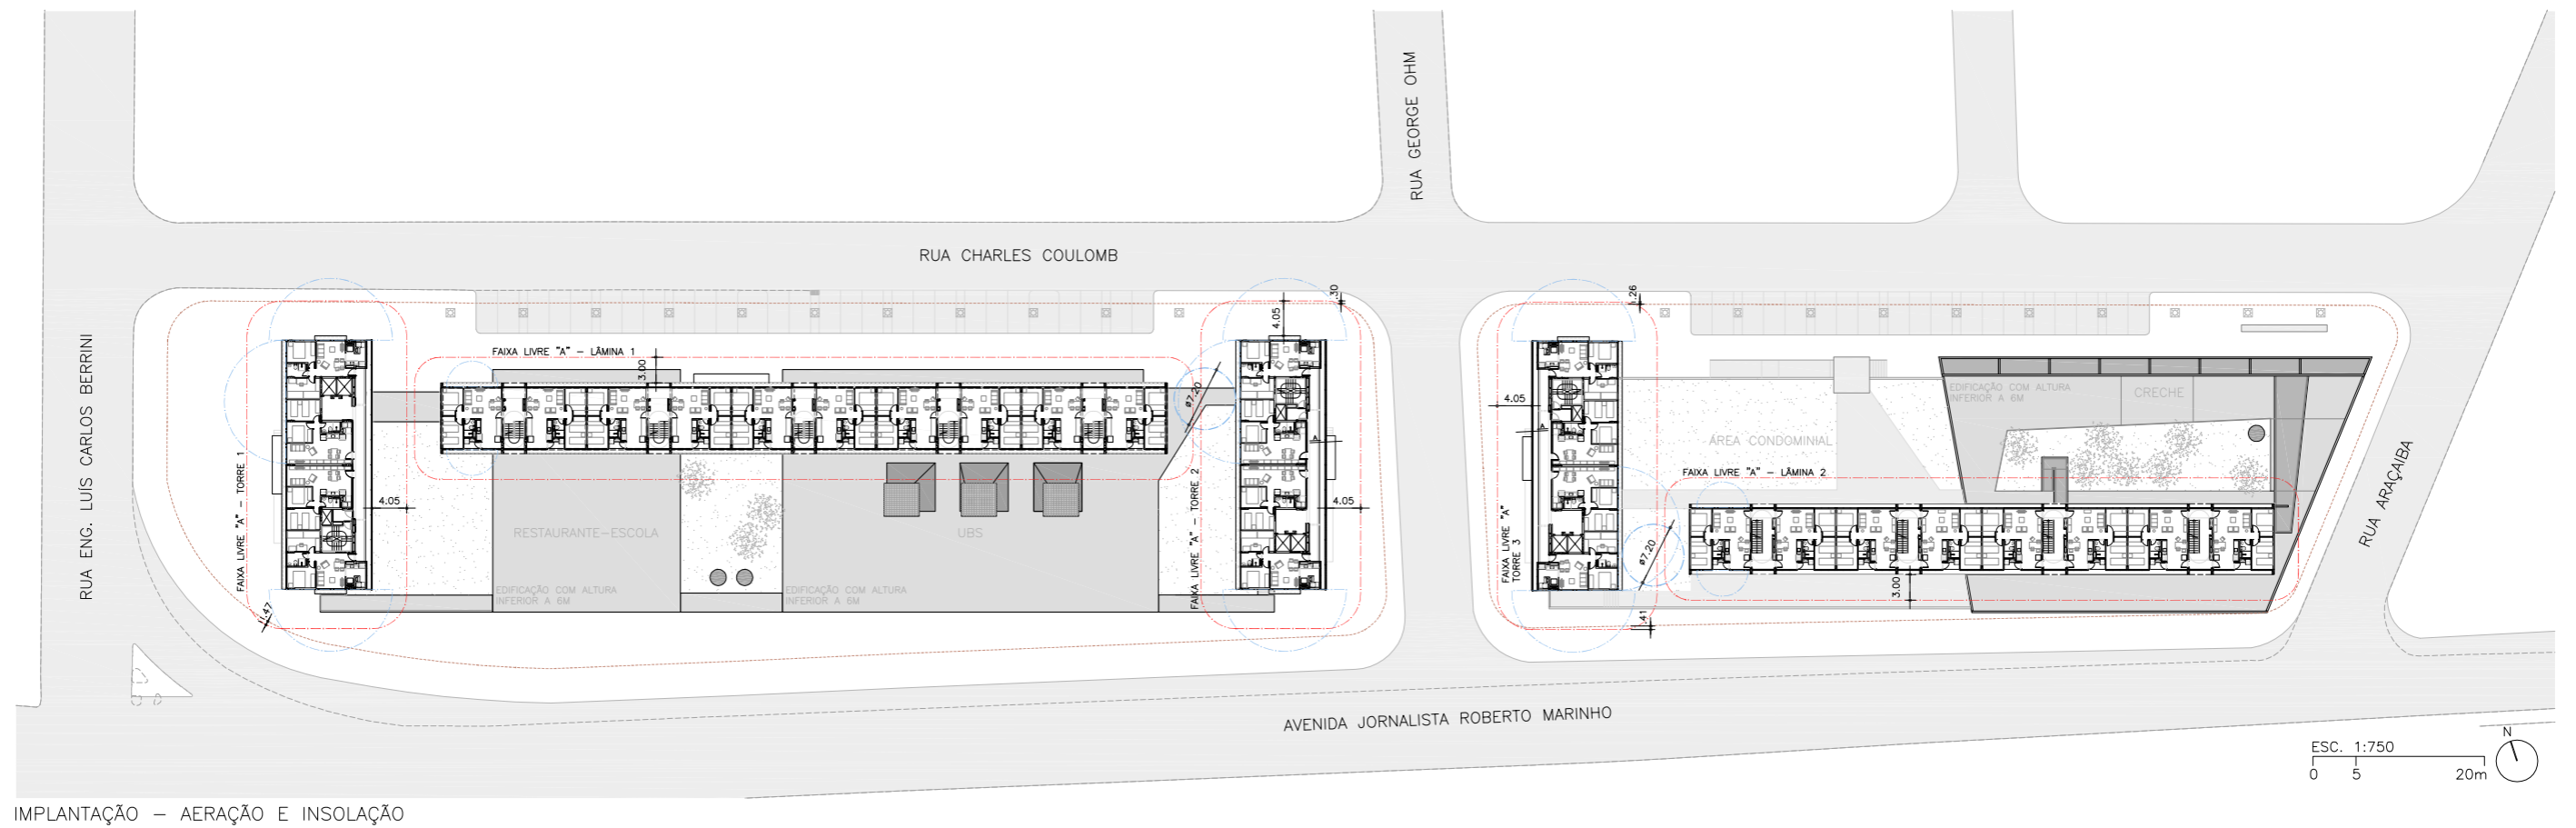 RUA GEORGE OHM
RUA CHARLES COULOMB
RUA ENG. LUÍS CARLOS BERRINI
FAIXA LIVRE "A" – TORRE 1
FAIXA LIVRE "A" – LÂMINA 1
3.00
4.05
.30
ø7.20
4.05
4.05
FAIXA LIVRE "A" – TORRE 2
RESTAURANTE–ESCOLA
UBS
EDIFICAÇÃO COM ALTURA
INFERIOR A 6M
EDIFICAÇÃO COM ALTURA
INFERIOR A 6M
1.47
1.26
4.05
FAIXA LIVRE "A"
TORRE 3
ø7.20
.41
ÁREA CONDOMINIAL
FAIXA LIVRE "A" – LÂMINA 2
3.00
EDIFICAÇÃO COM ALTURA
INFERIOR A 6M
CRECHE
RUA ARAÇAIBA
AVENIDA JORNALISTA ROBERTO MARINHO
N
ESC. 1:750
0 5 20m
IMPLANTAÇÃO – AERAÇÃO E INSOLAÇÃO